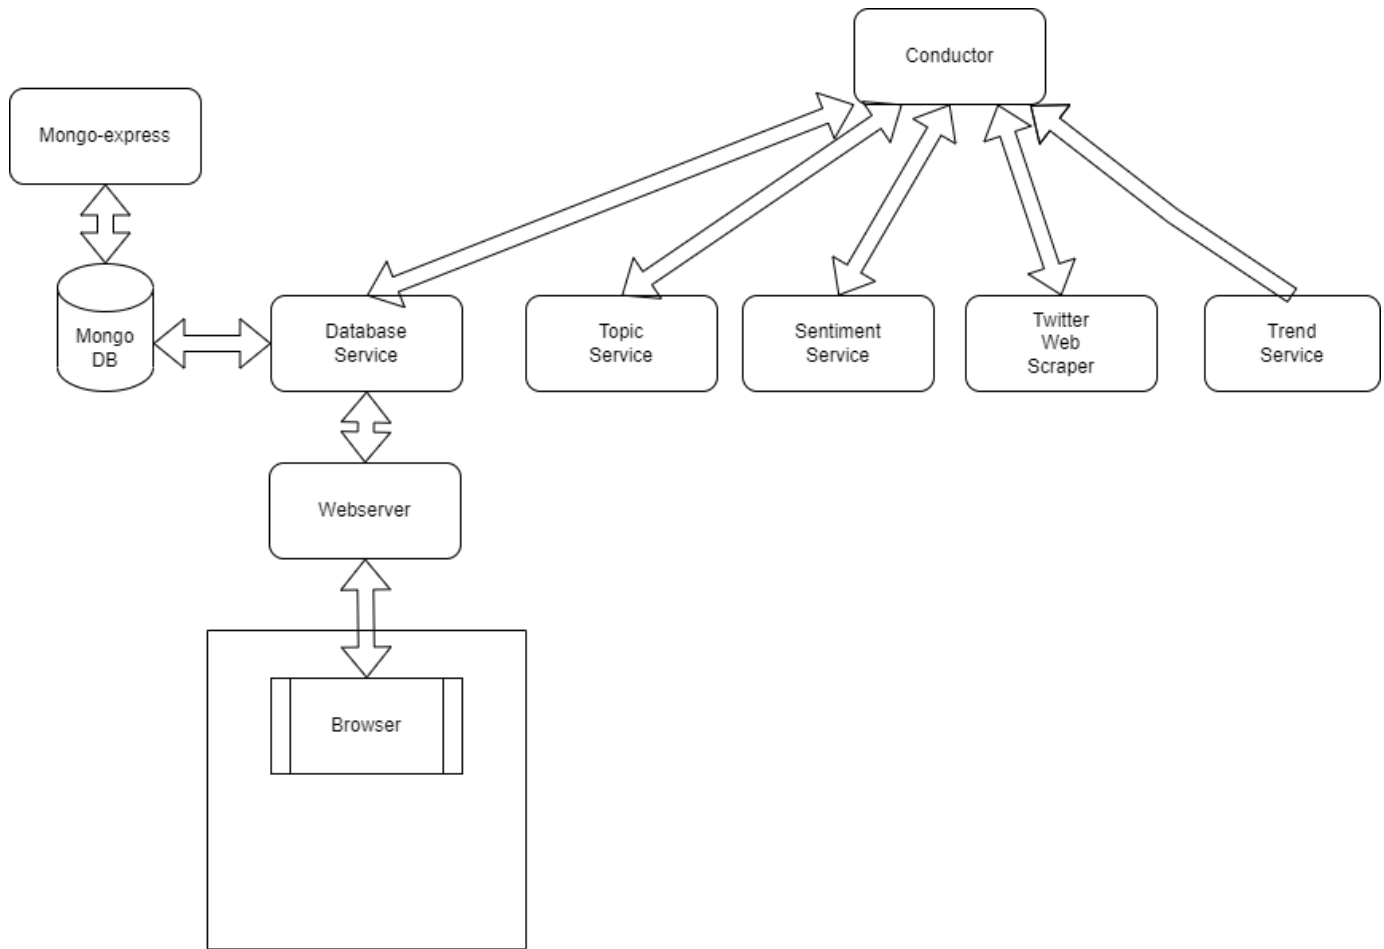 Conductor
Mongo-express
Mongo
DB
Database
Service
Topic
Service
Sentiment
Service
Twitter
Web
Scraper
Trend
Service
Webserver
Browser